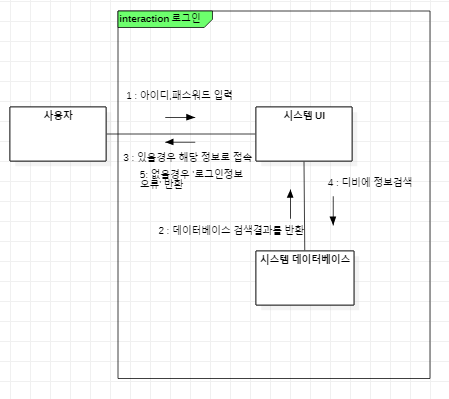 interaction 로그인
1 : 아이디,패스워드 입력
사용자
시스템 UI
3 : 있을경우 해당 정보로 접속
5: 없을경우 '로그인정보
오류' 반환
4 : 디비에 정보검색
2 : 데이터베이스 검색결과를 반환
시스템 데이터베이스